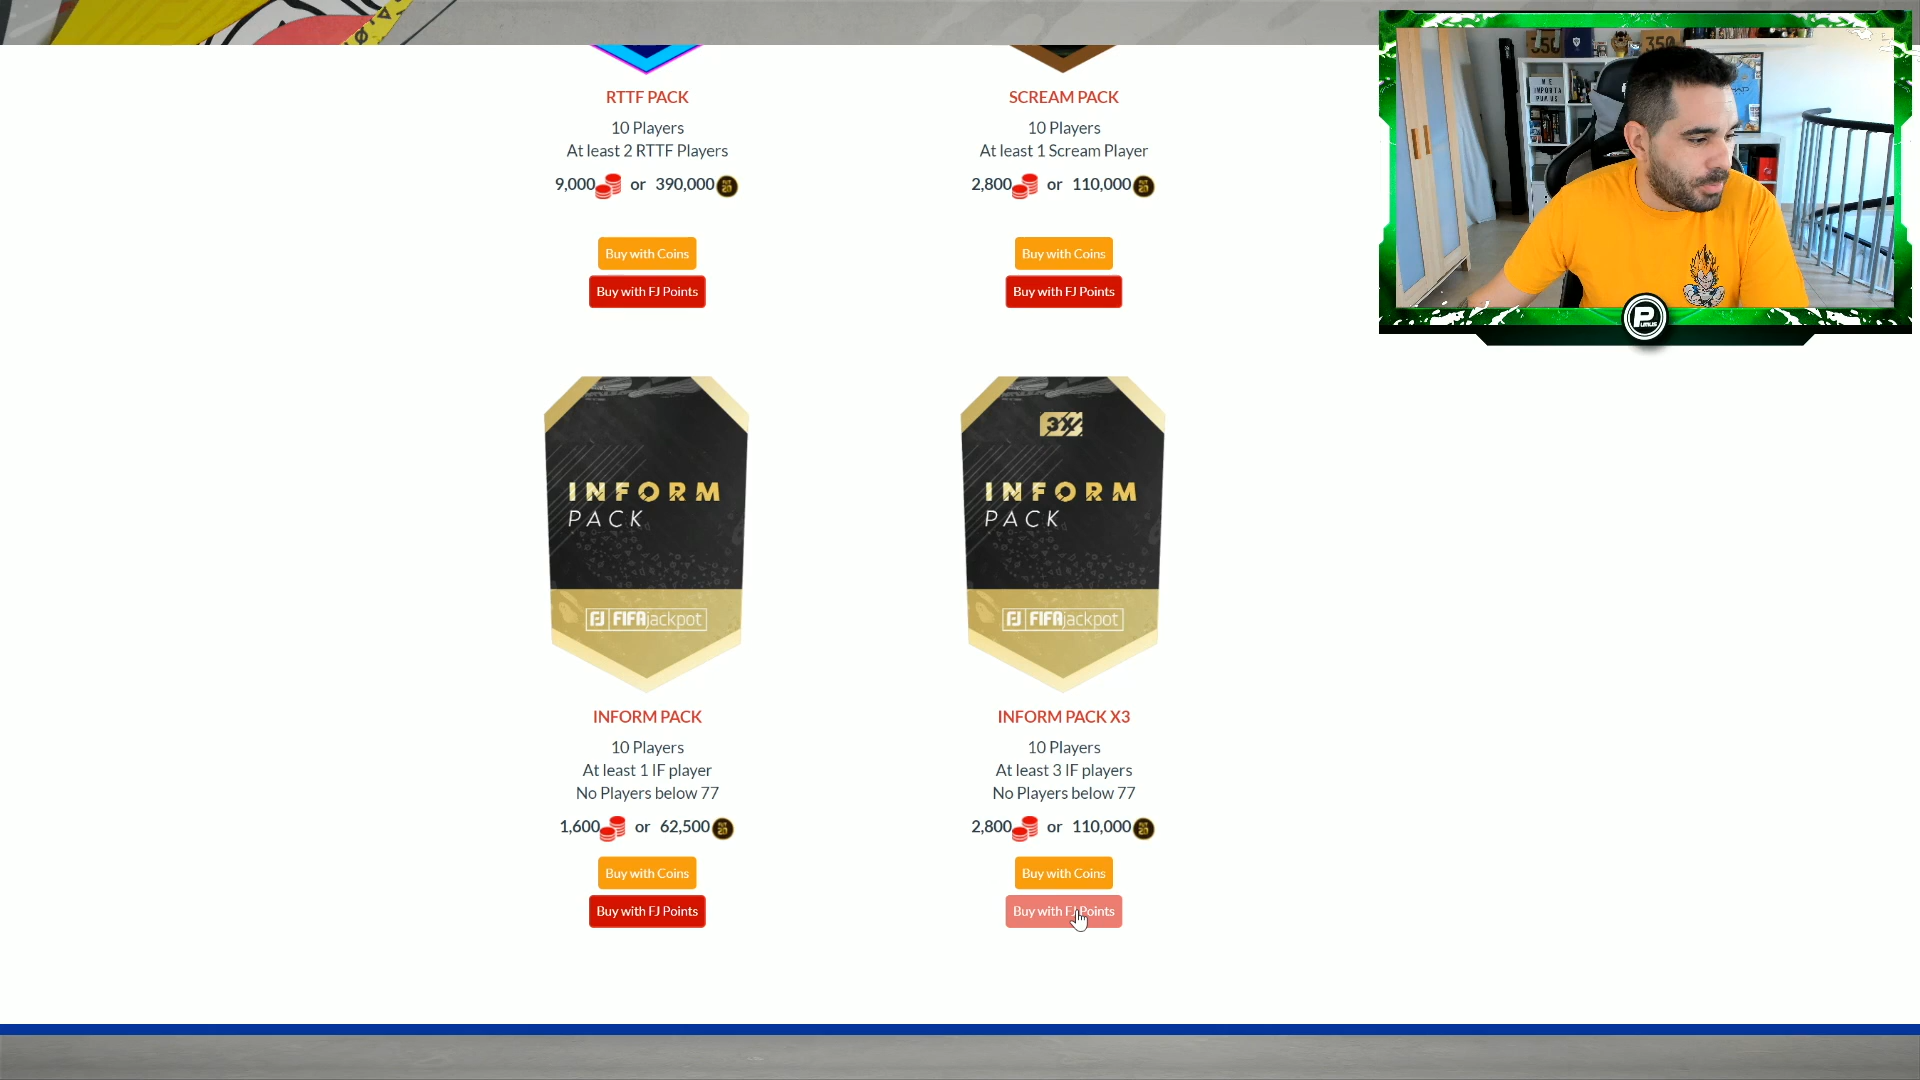 RTTF PACK
10 Players
At least 2 RTTF Players
9,000 or 390,000
Buy with Coins
Buy with FJ Points
SCREAM PACK
10 Players
At least 1 Scream Player
2,800 or 110,000
Buy with Coins
Buy with FJ Points
INFORM
PACK
FJ FIFAjackpot
INFORM PACK
10 Players
At least 1 IF player
No Players below 77
1,600 or 62,500
Buy with Coins
Buy with FJ Points
3X
INFORM
PACK
FJ FIFAjackpot
INFORM PACK X3
10 Players
At least 3 IF players
No Players below 77
2,800 or 110,000
Buy with Coins
Buy with FJ Points
350
350
IMPORTA
P